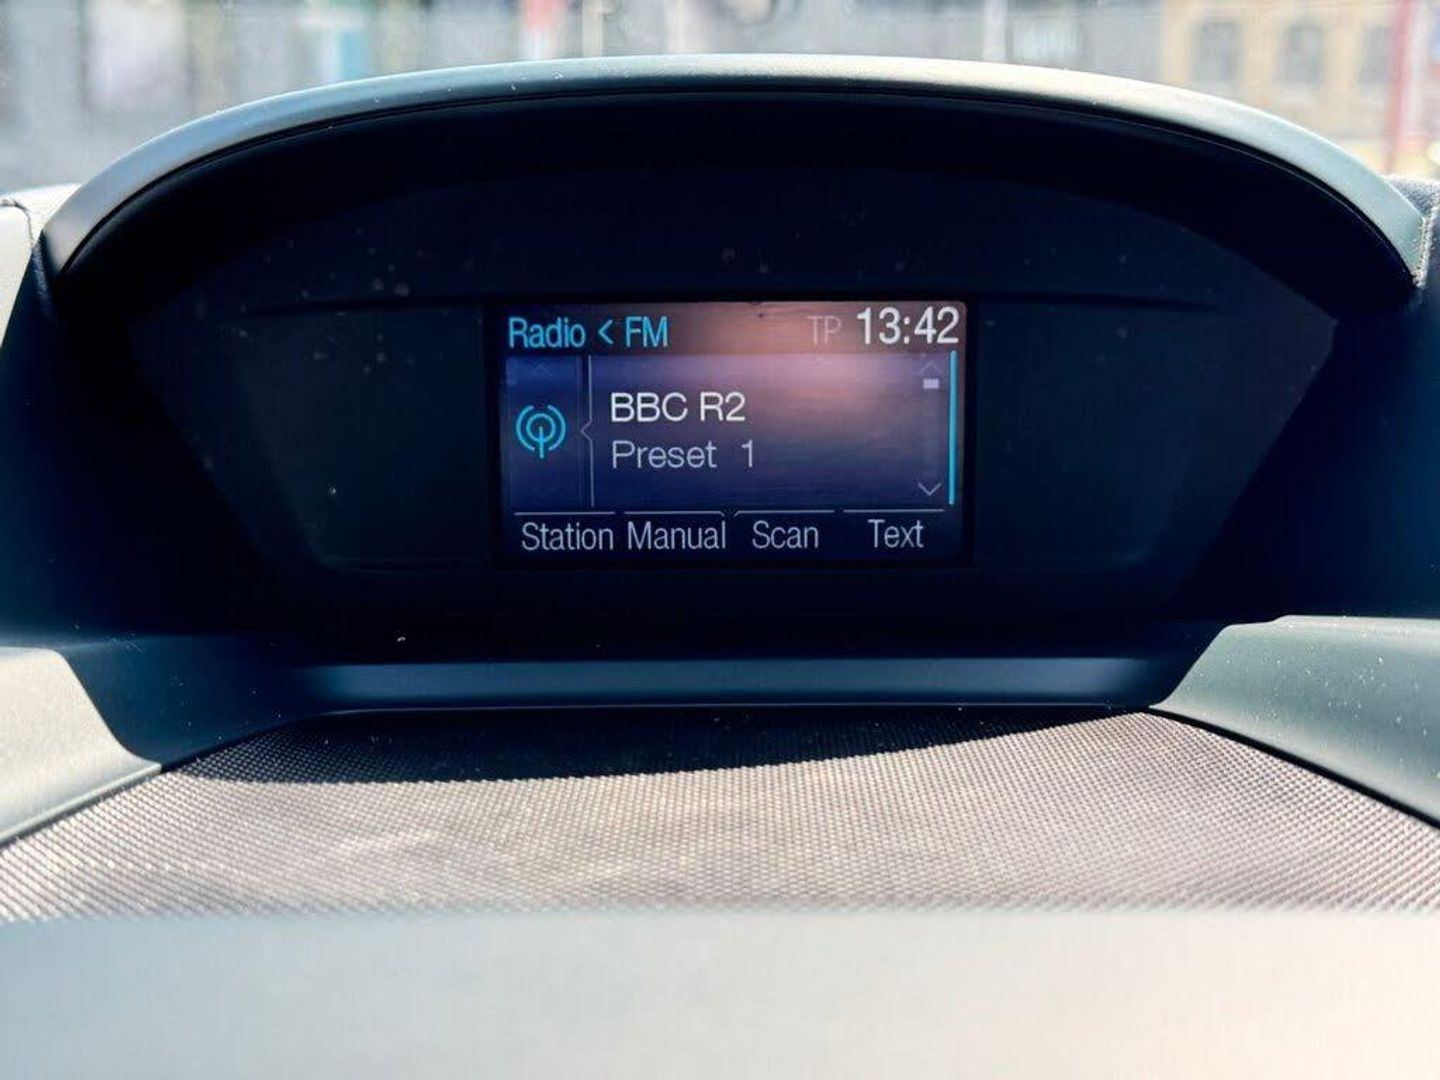 Radio < FM TP 13:42
BBC R2
Preset 1
Station Manual Scan Text